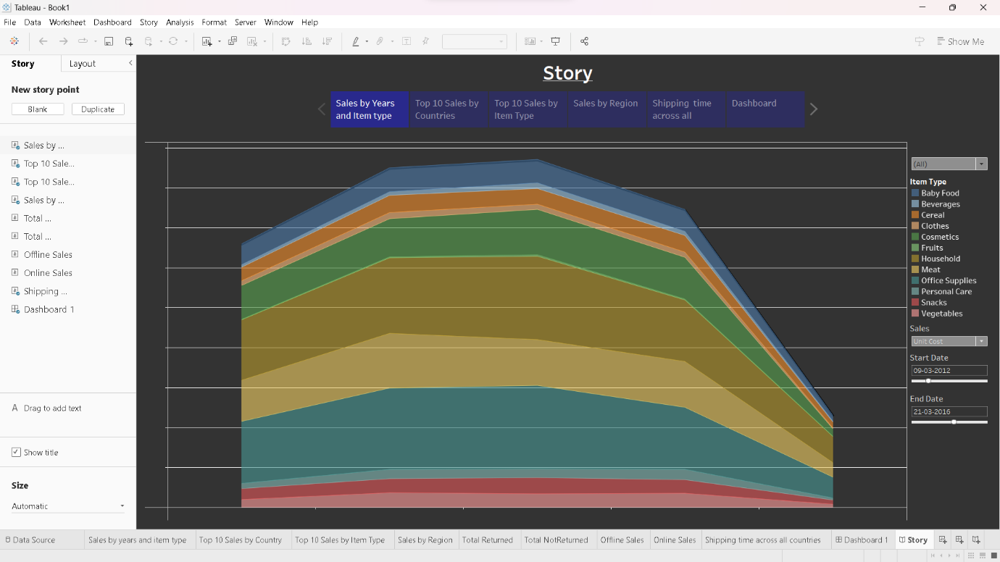 Tableau - Book1
File Data Worksheet Dashboard Story Analysis Format Server Window Help
Show Me
Story
Layout
New story point
Blank
Duplicate
Sales by ...
Top 10 Sale...
Top 10 Sale...
Sales by ...
Total ...
Total ...
Offline Sales
Online Sales
Shipping ...
Dashboard 1
A Drag to add text
Show title
Size
Automatic
Story
Sales by Years
and Item type
Top 10 Sales by
Countries
Top 10 Sales by
Item Type
Sales by Region
Shipping time
across all
Dashboard
(All)
Item Type
Baby Food
Beverages
Cereal
Clothes
Cosmetics
Fruits
Household
Meat
Office Supplies
Personal Care
Snacks
Vegetables
Sales
Unit Cost
Start Date
09-03-2012
End Date
21-03-2016
Data Source
Sales by years and item type
Top 10 Sales by Country
Top 10 Sales by Item Type
Sales by Region
Total Returned
Total NotReturned
Offline Sales
Online Sales
Shipping time across all countries
Dashboard 1
Story